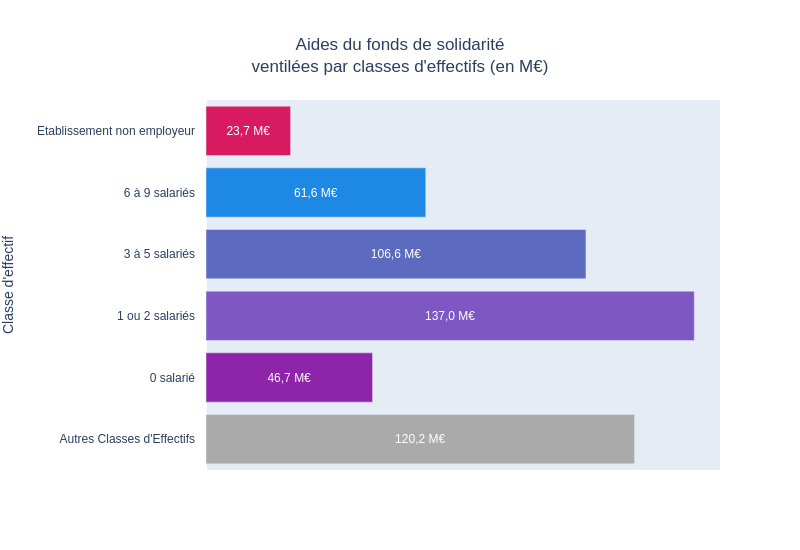 Aides du fonds de solidarité
ventilées par classes d'effectifs (en M€)
Classe d'effectif
Etablissement non employeur
23,7 M€
6 à 9 salariés
61,6 M€
3 à 5 salariés
106,6 M€
1 ou 2 salariés
137,0 M€
0 salarié
46,7 M€
Autres Classes d'Effectifs
120,2 M€